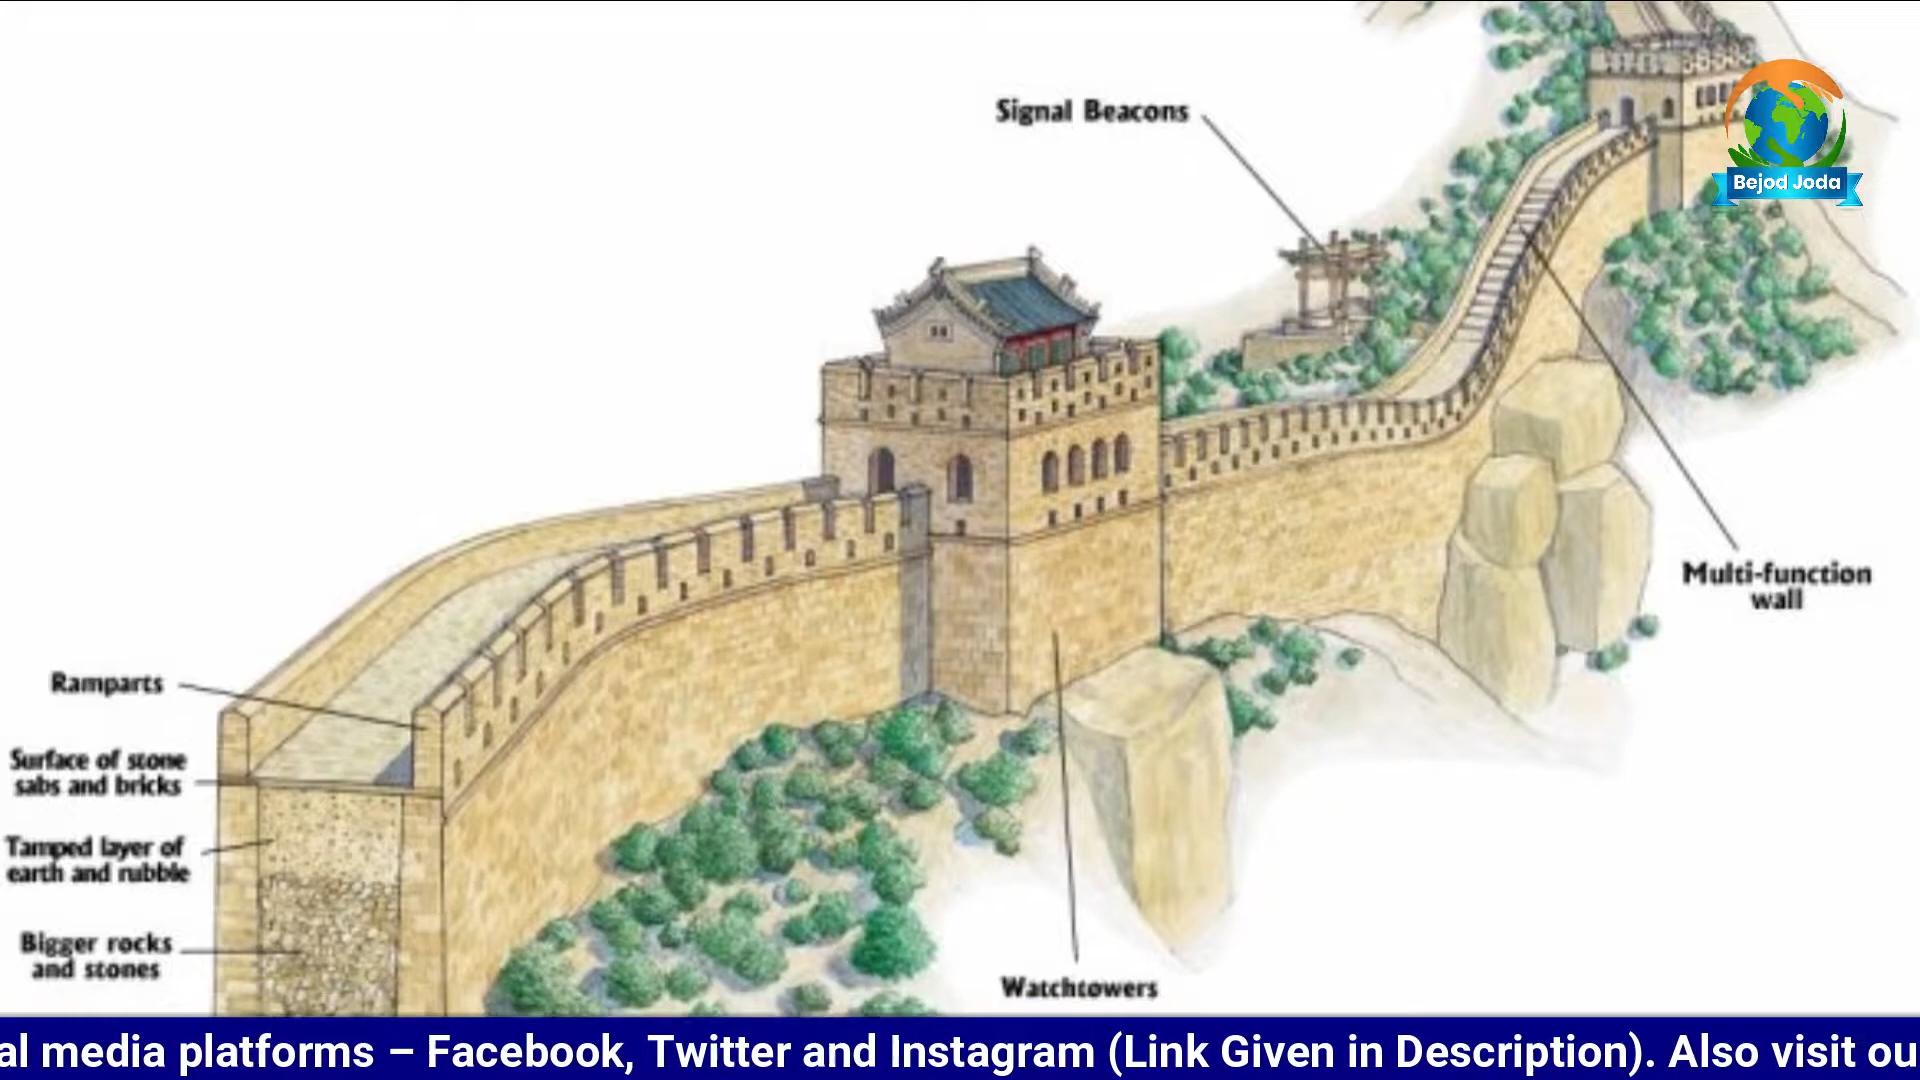 Signal Beacons
Bejod Joda
Multi-function
wall
Ramparts
Surface of stone
sabs and bricks
Tamped layer of
earth and rubble
Bigger rocks
and stones
Watchtowers
al media platforms – Facebook, Twitter and Instagram (Link Given in Description). Also visit ou